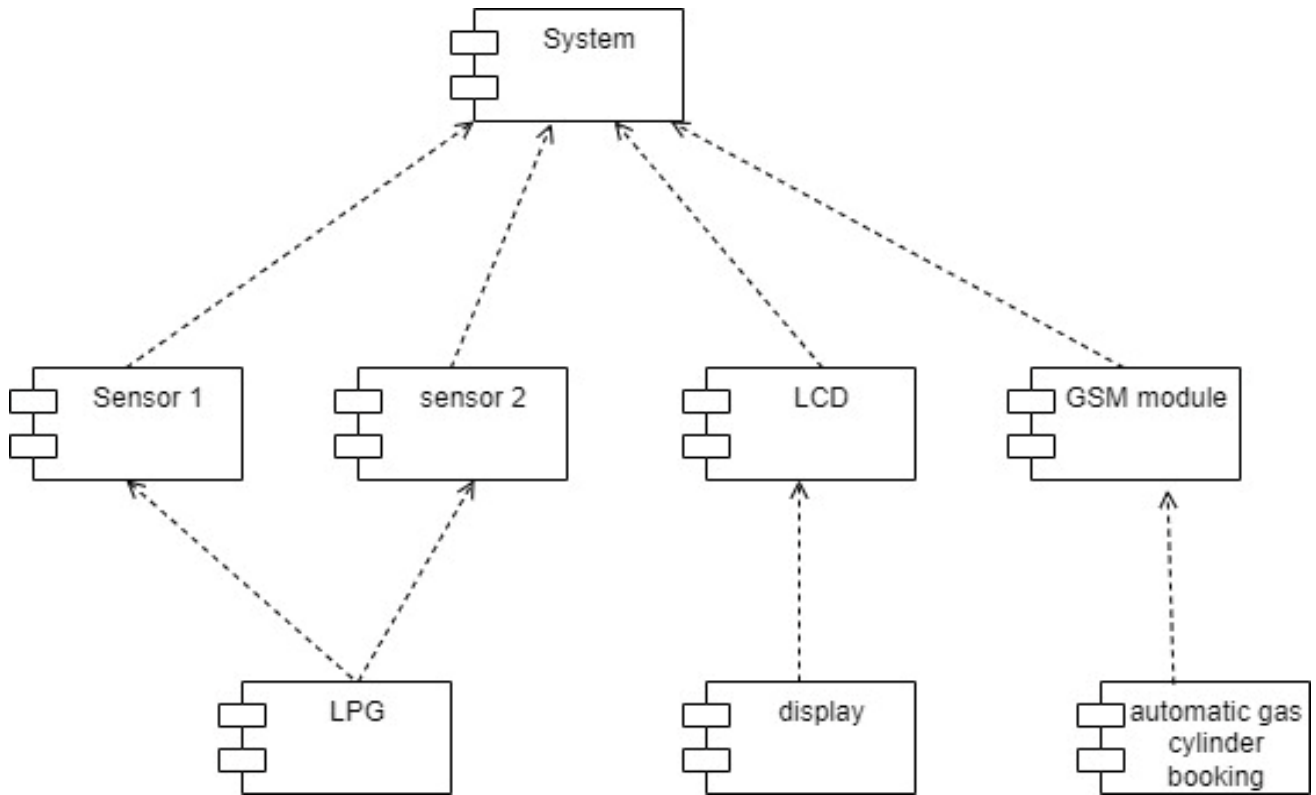 System
Sensor 1
sensor 2
LCD
GSM module
LPG
display
automatic gas
cylinder
booking